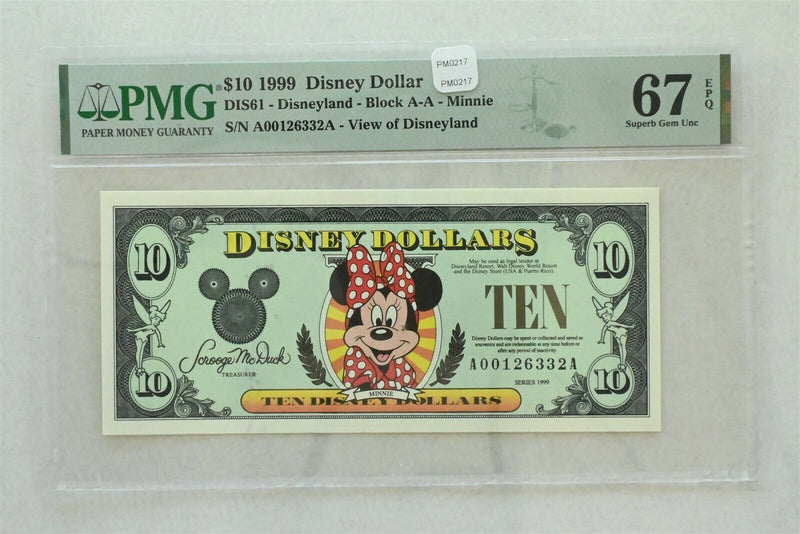 PM0217
PM0217
PMG®
PAPER MONEY GUARANTY
$10 1999 Disney Dollar
DIS61 - Disneyland - Block A-A - Minnie
S/N A00126332A - View of Disneyland
67
EPQ
Superb Gem Unc
10
10
DISNEY DOLLARS
May be used as legal tender at
Disneyland Resort, Walt Disney World Resort
and the Disney Store (USA & Puerto Rico).
TEN
Disney Dollars may be spent or collected and saved as
souvenirs and are redeemable at any time before or
after any period of inactivity.
Scrooge McDuck
TREASURER
A00126332A
SERIES 1999
10
10
MINNIE
TEN DISNEY DOLLARS